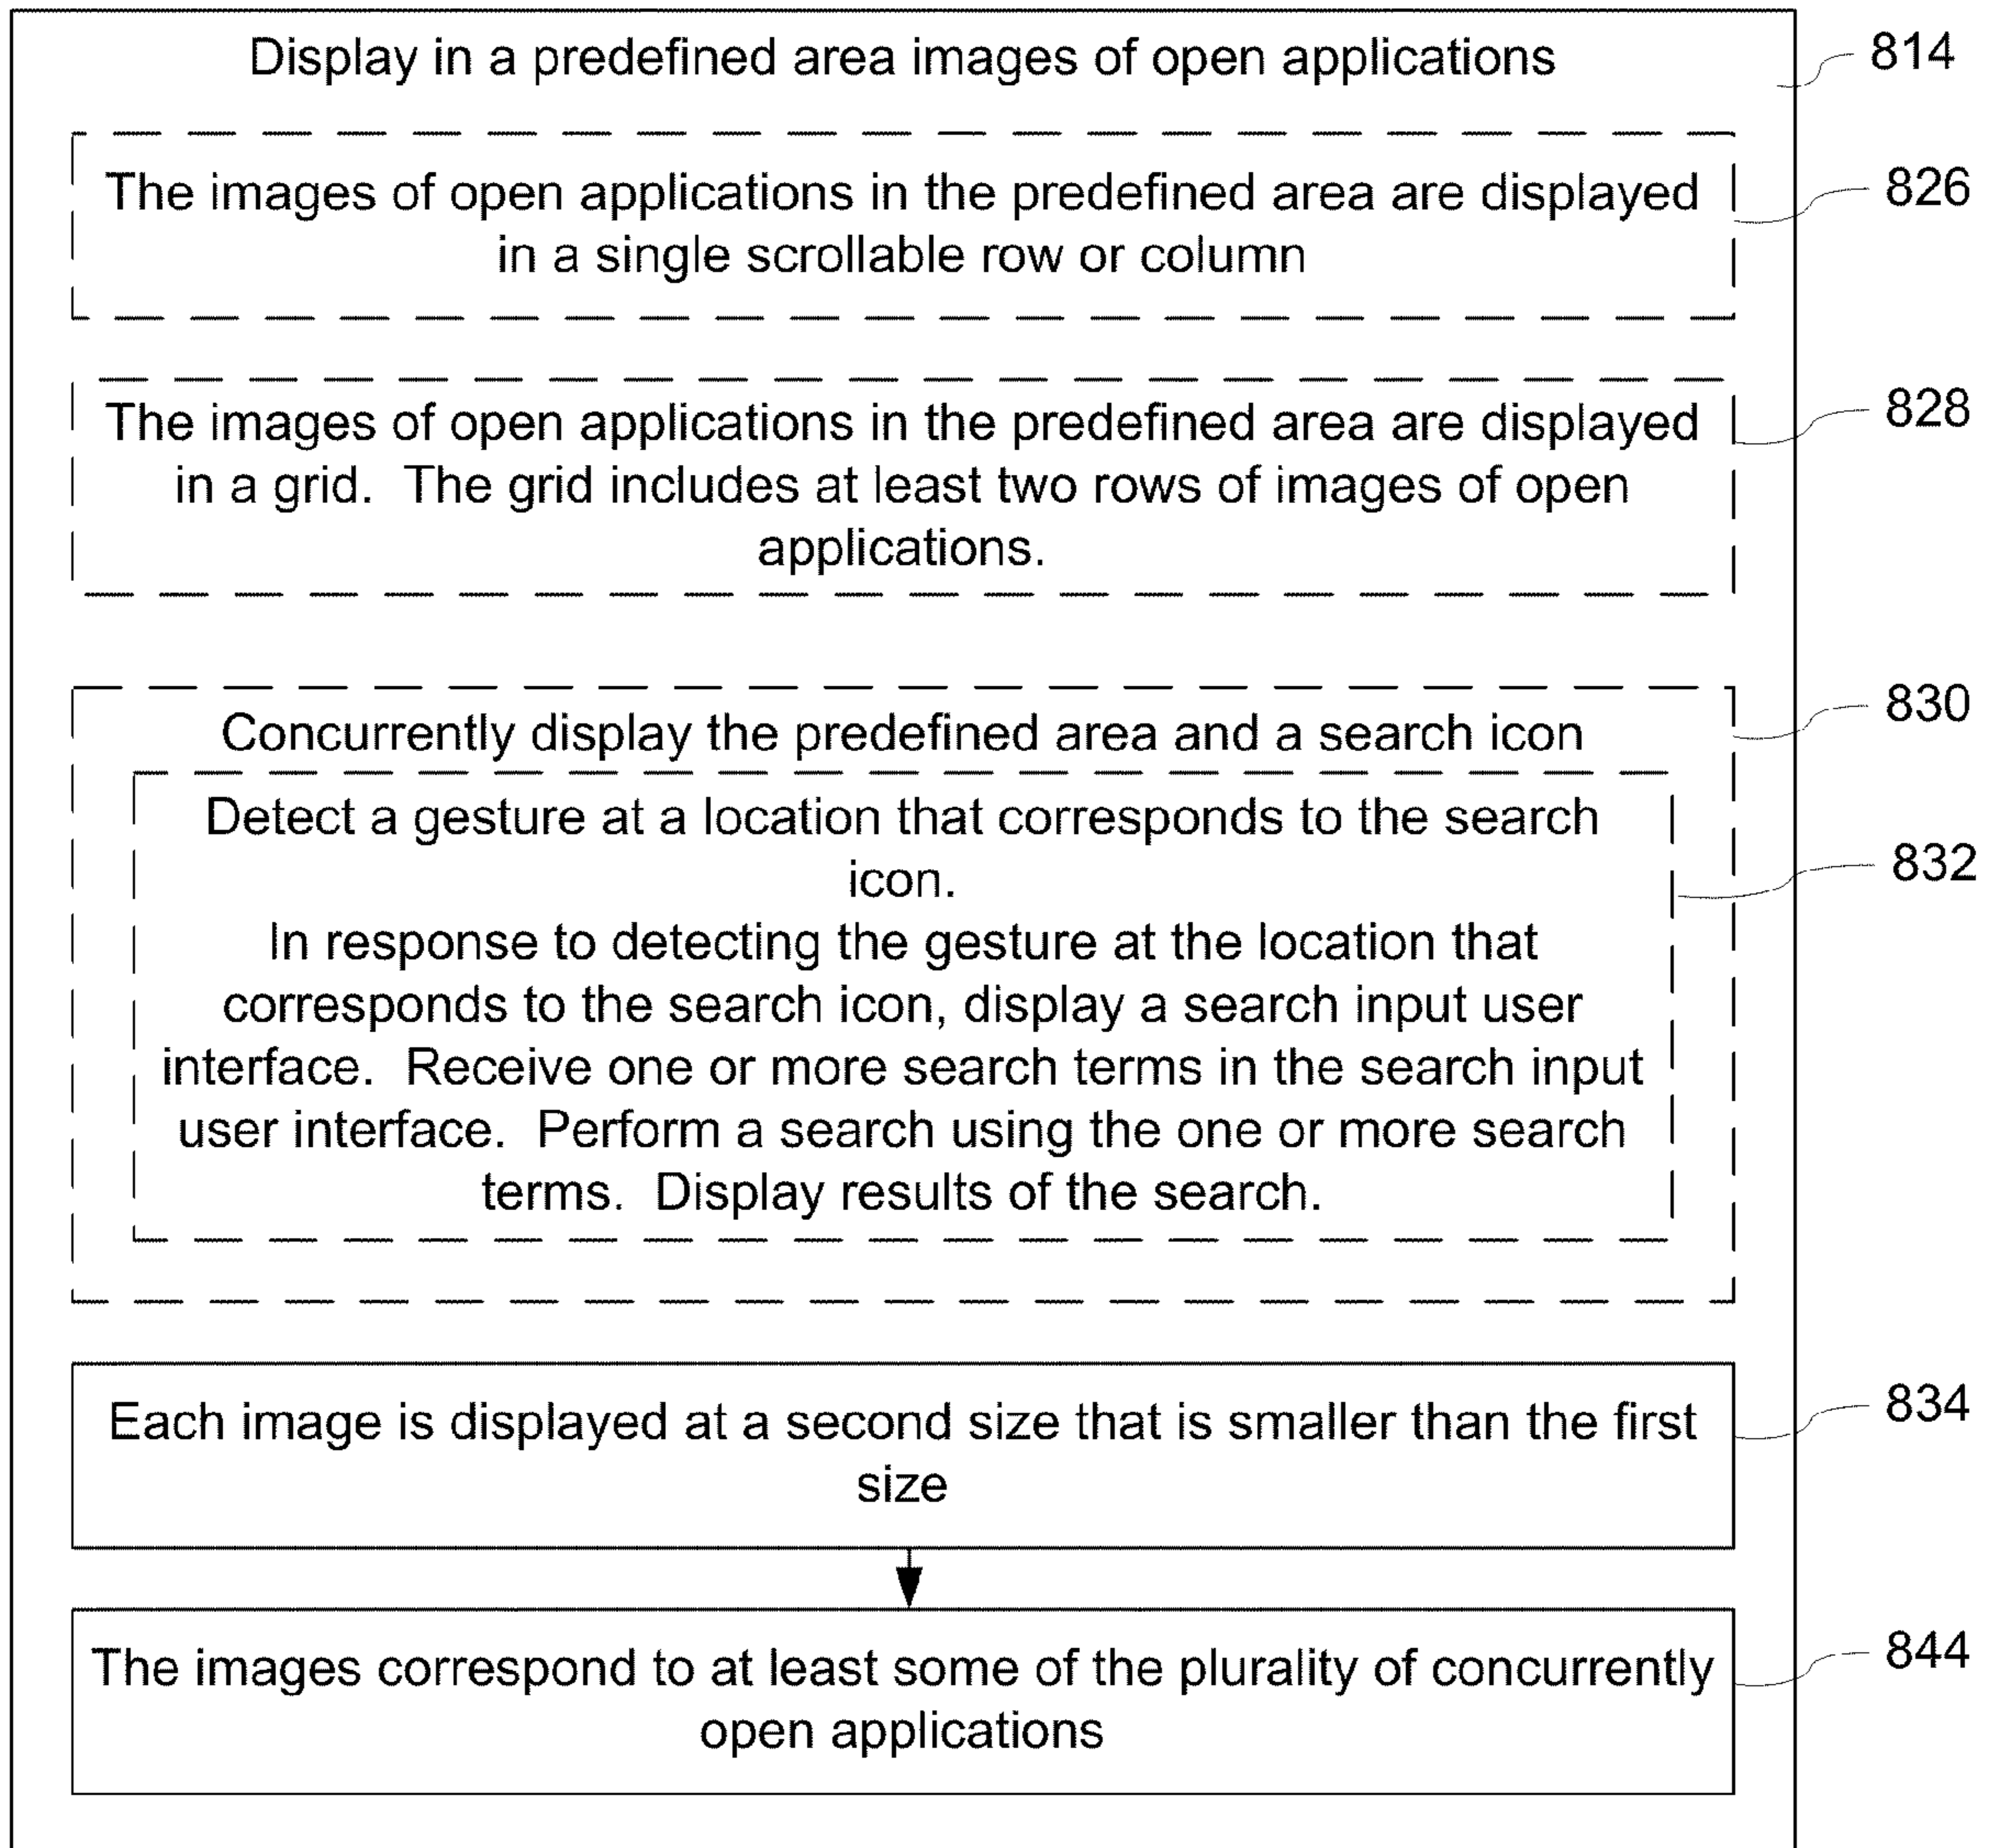 Display in a predefined area images of open applications
814
The images of open applications in the predefined area are displayed
in a single scrollable row or column
826
The images of open applications in the predefined area are displayed
in a grid.  The grid includes at least two rows of images of open
applications.
828
Concurrently display the predefined area and a search icon
830
Detect a gesture at a location that corresponds to the search
icon.
In response to detecting the gesture at the location that
corresponds to the search icon, display a search input user
interface.  Receive one or more search terms in the search input
user interface.  Perform a search using the one or more search
terms.  Display results of the search.
832
Each image is displayed at a second size that is smaller than the first
size
834
The images correspond to at least some of the plurality of concurrently
open applications
844